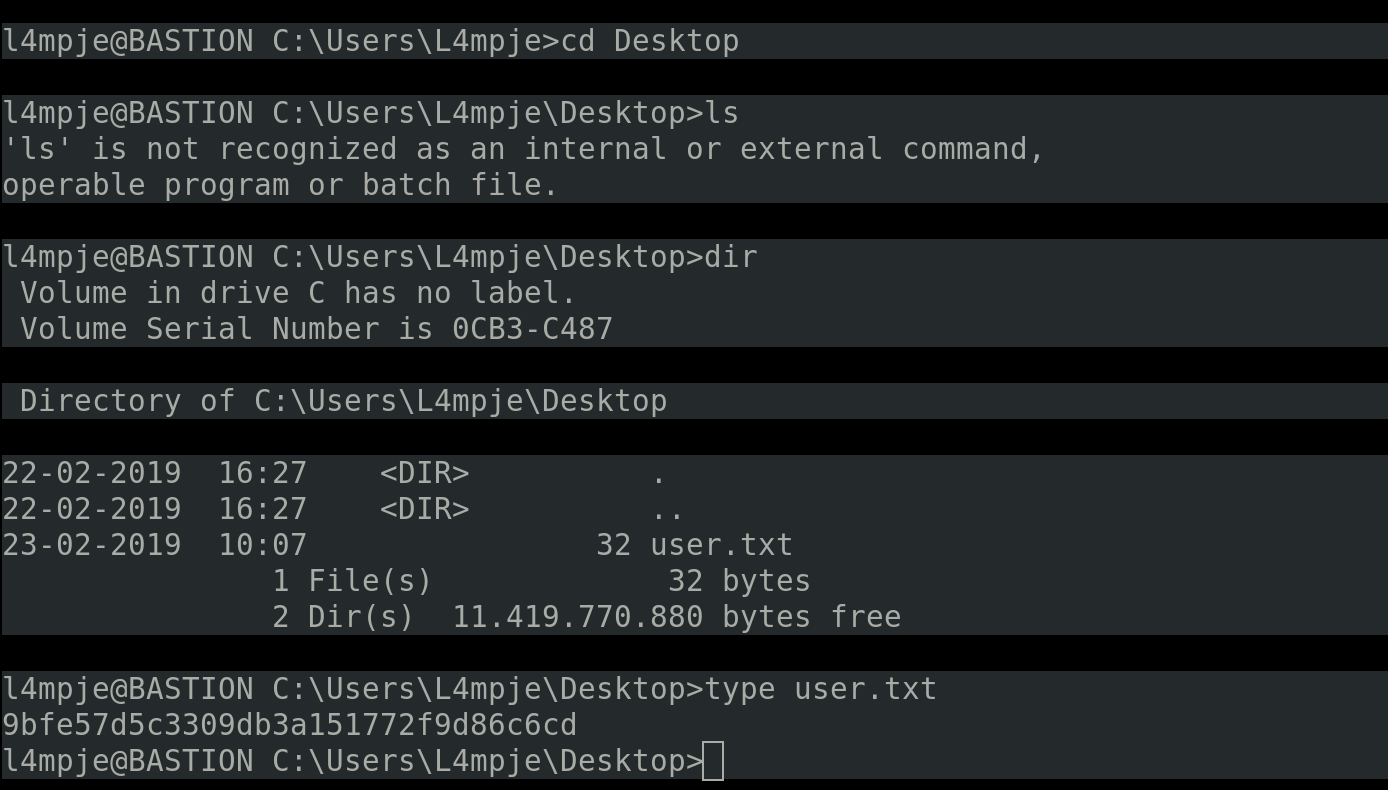 l4mpje@BASTION C:\Users\L4mpje>cd Desktop
l4mpje@BASTION C:\Users\L4mpje\Desktop>ls
'ls' is not recognized as an internal or external command,
operable program or batch file.
l4mpje@BASTION C:\Users\L4mpje\Desktop>dir
 Volume in drive C has no label.
 Volume Serial Number is 0CB3-C487
 Directory of C:\Users\L4mpje\Desktop
22-02-2019  16:27    <DIR>          .
22-02-2019  16:27    <DIR>          ..
23-02-2019  10:07                32 user.txt
               1 File(s)             32 bytes
               2 Dir(s)  11.419.770.880 bytes free
l4mpje@BASTION C:\Users\L4mpje\Desktop>type user.txt
9bfe57d5c3309db3a151772f9d86c6cd
l4mpje@BASTION C:\Users\L4mpje\Desktop>